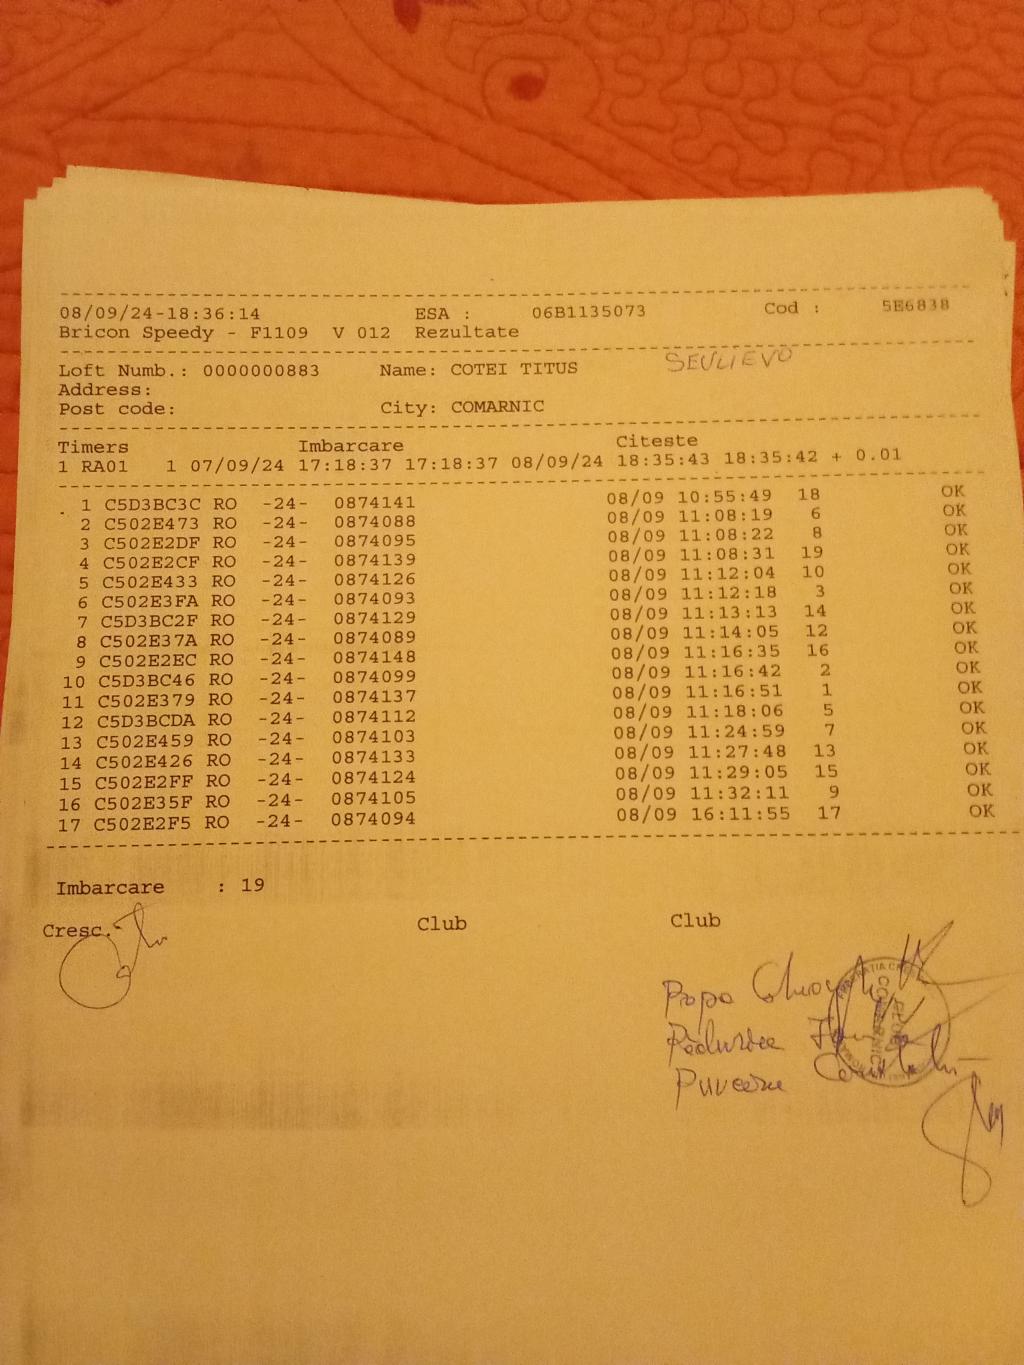 08/09/24-18:36:14 ESA : 06B1135073 Cod : 5E6838
Bricon Speedy - F1109 V 012 Rezultate
Loft Numb.: 0000000883 Name: COTEI TITUS SEVLIEVO
Address:
Post code: City: COMARNIC
Timers Imbarcare Citeste
1 RA01 1 07/09/24 17:18:37 17:18:37 08/09/24 18:35:43 18:35:42 + 0.01
1 C5D3BC3C RO -24- 0874141 08/09 10:55:49 18 OK
2 C502E473 RO -24- 0874088 08/09 11:08:19 6 OK
3 C502E2DF RO -24- 0874095 08/09 11:08:22 8 OK
4 C502E2CF RO -24- 0874139 08/09 11:08:31 19 OK
5 C502E433 RO -24- 0874126 08/09 11:12:04 10 OK
6 C502E3FA RO -24- 0874093 08/09 11:12:18 3 OK
7 C5D3BC2F RO -24- 0874129 08/09 11:13:13 14 OK
8 C502E37A RO -24- 0874089 08/09 11:14:05 12 OK
9 C502E2EC RO -24- 0874148 08/09 11:16:35 16 OK
10 C5D3BC46 RO -24- 0874099 08/09 11:16:42 2 OK
11 C502E379 RO -24- 0874137 08/09 11:16:51 1 OK
12 C5D3BCDA RO -24- 0874112 08/09 11:18:06 5 OK
13 C502E459 RO -24- 0874103 08/09 11:24:59 7 OK
14 C502E426 RO -24- 0874133 08/09 11:27:48 13 OK
15 C502E2FF RO -24- 0874124 08/09 11:29:05 15 OK
16 C502E35F RO -24- 0874105 08/09 11:32:11 9 OK
17 C502E2F5 RO -24- 0874094 08/09 16:11:55 17 OK
Imbarcare : 19
Cresc. Club Club
Popa